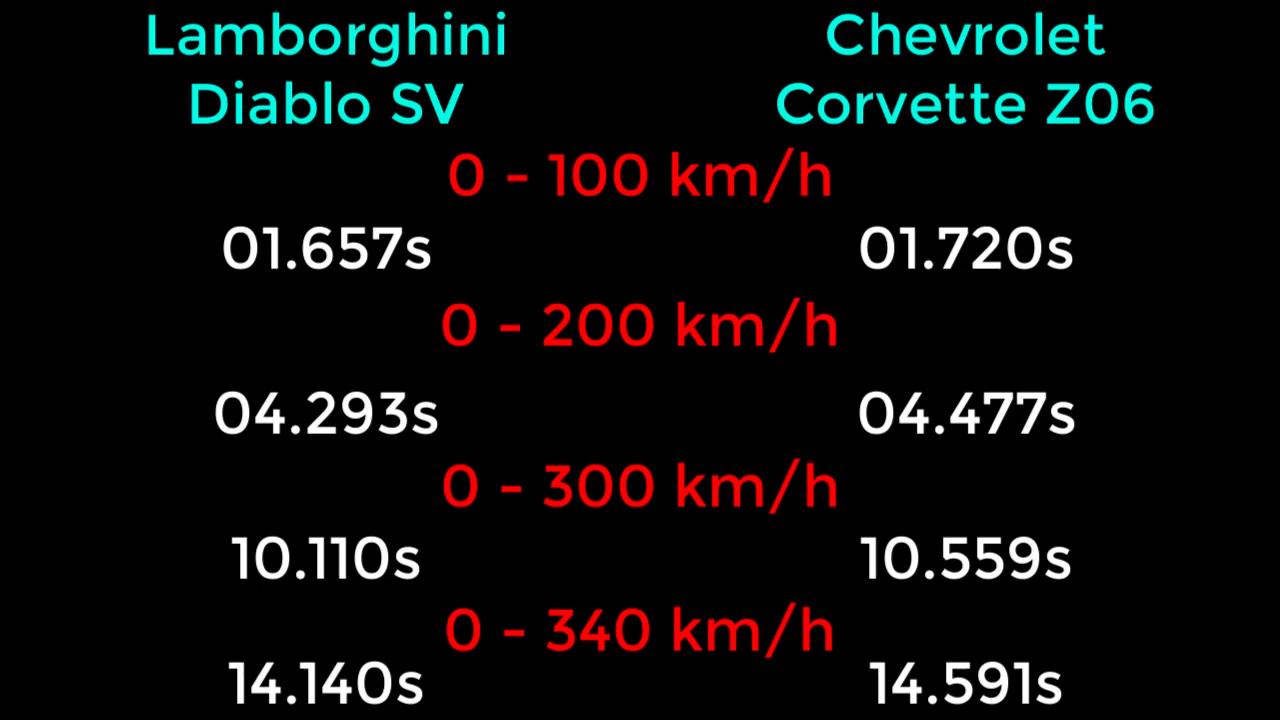 Lamborghini
Diablo SV
Chevrolet
Corvette Z06
0 - 100 km/h
01.657s
01.720s
0 - 200 km/h
04.293s
04.477s
0 - 300 km/h
10.110s
10.559s
0 - 340 km/h
14.140s
14.591s